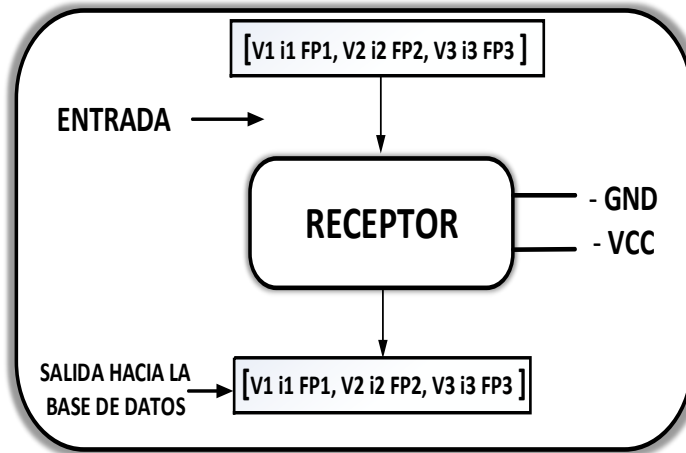 [V1 i1 FP1, V2 i2 FP2, V3 i3 FP3 ]
ENTRADA
RECEPTOR
- GND
- VCC
SALIDA HACIA LA
BASE DE DATOS
[V1 i1 FP1, V2 i2 FP2, V3 i3 FP3 ]